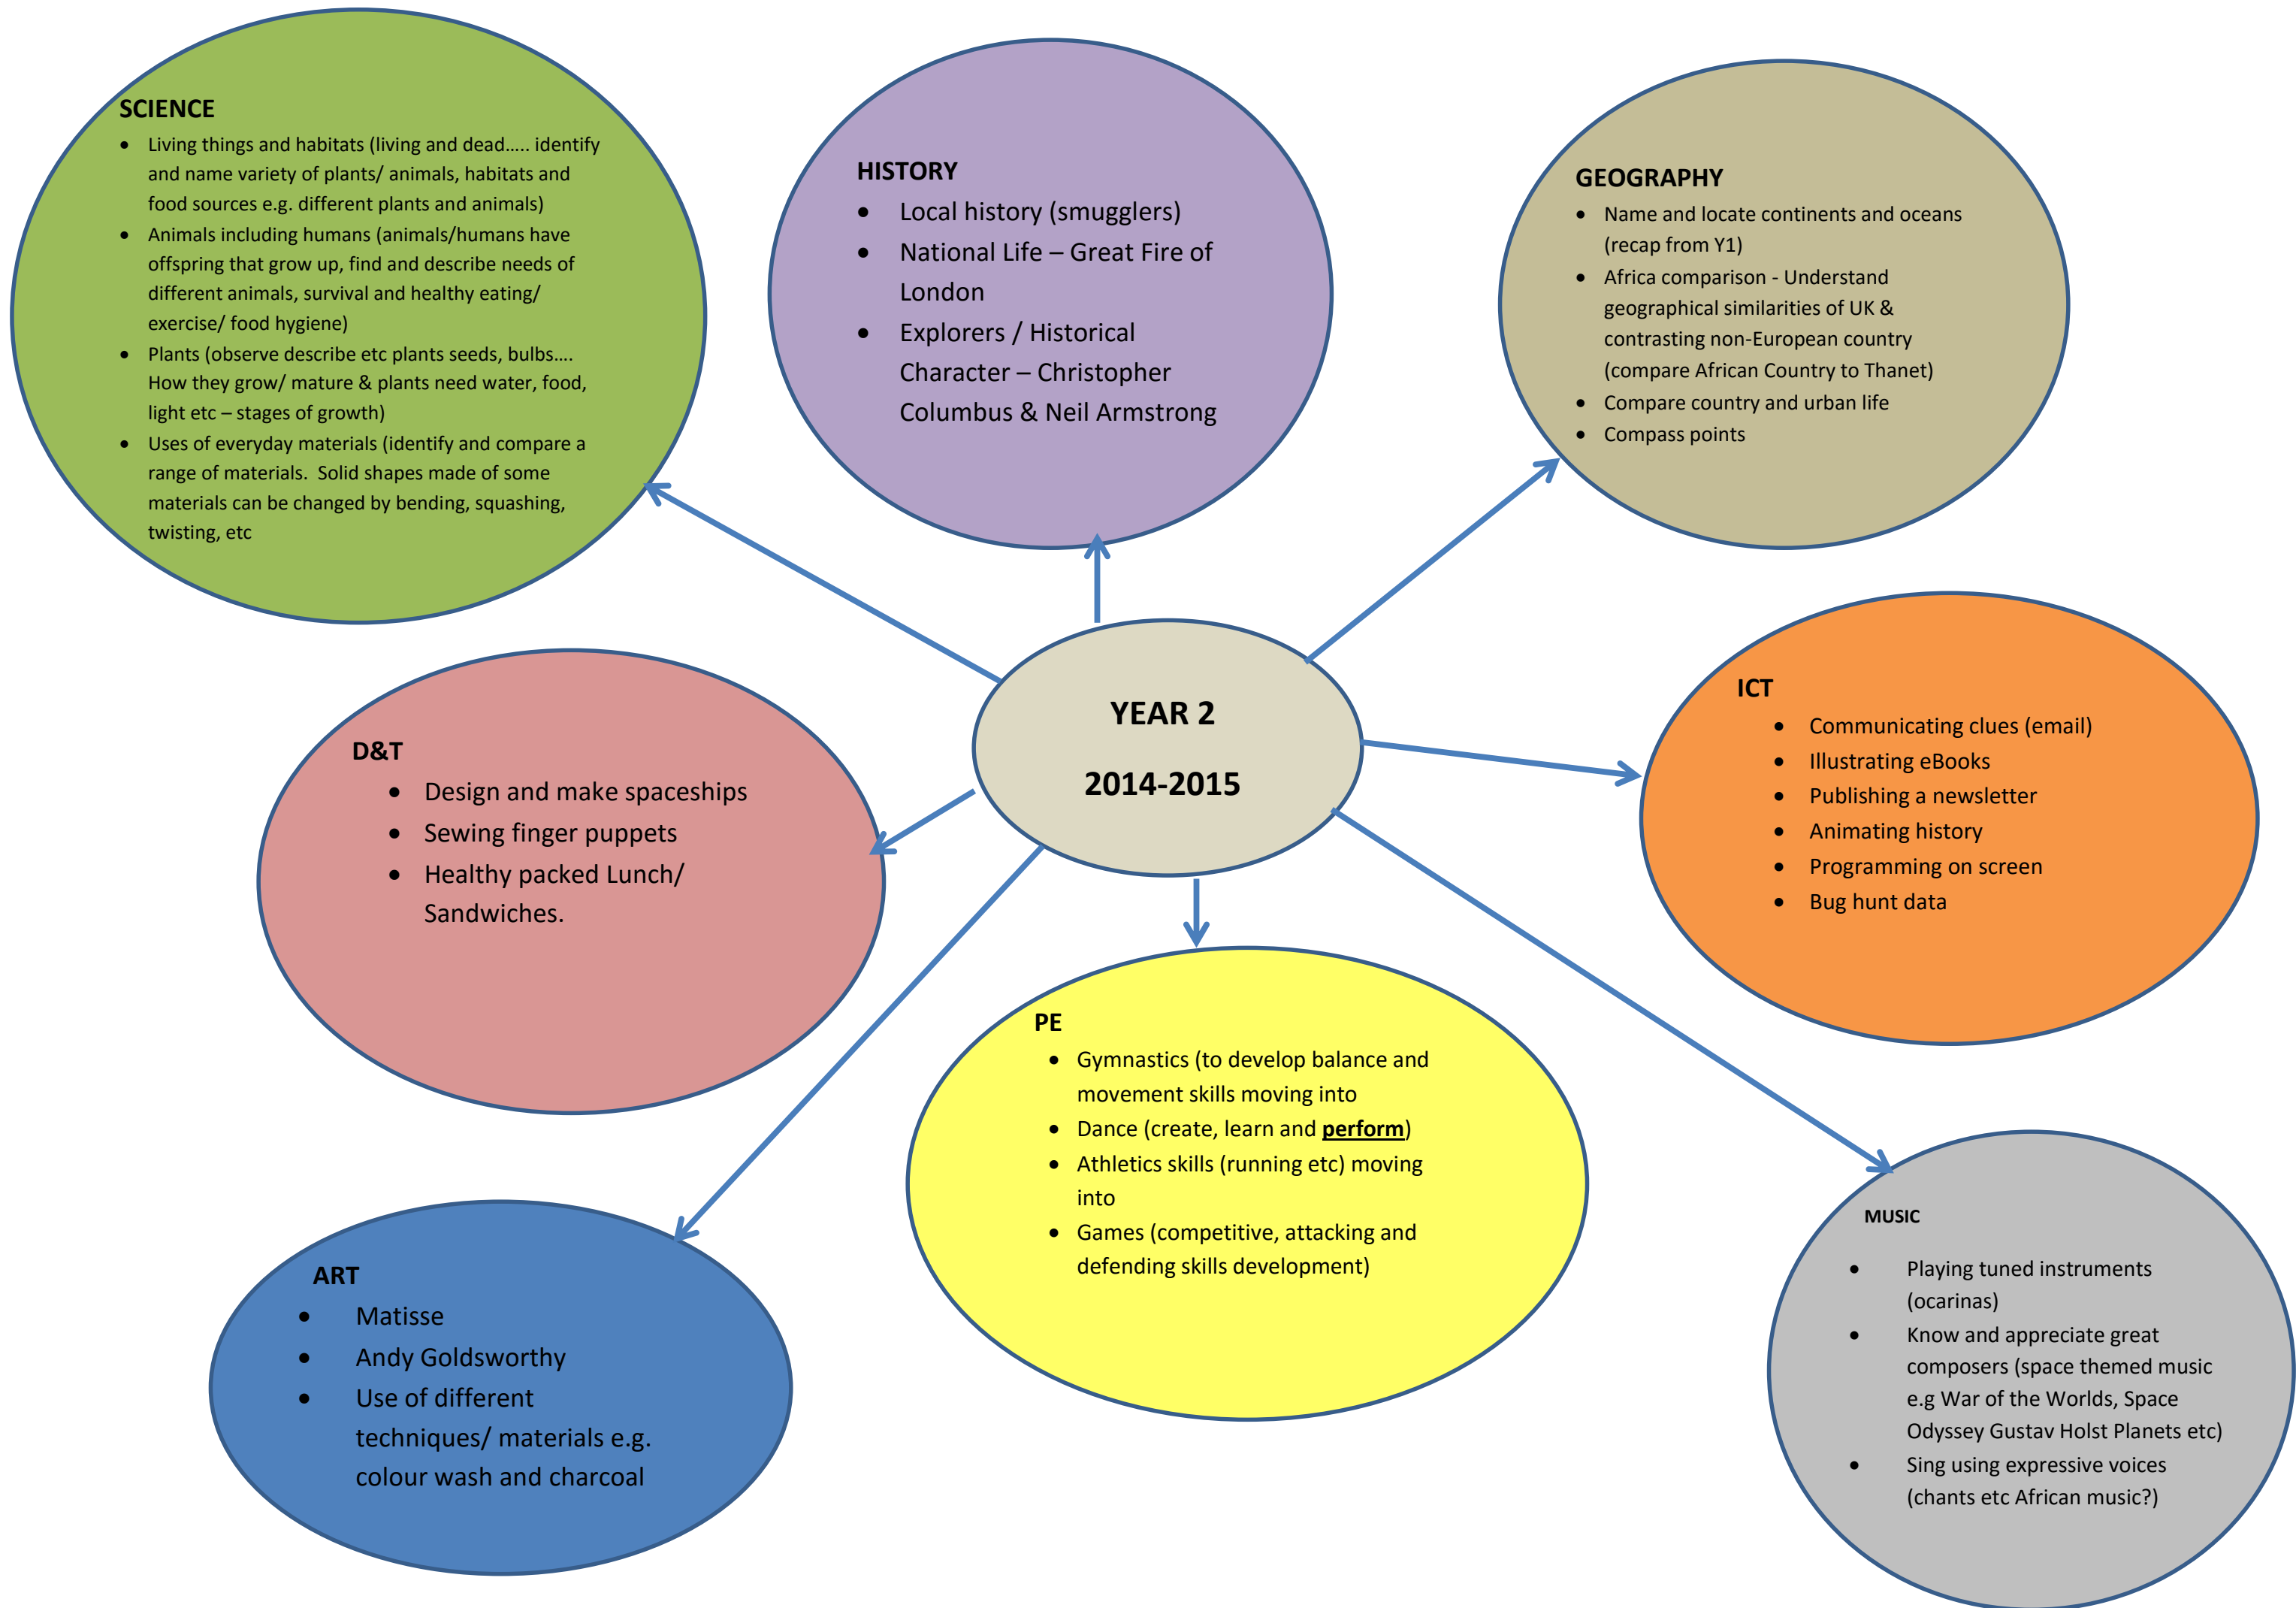 SCIENCE
• Living things and habitats (living and dead..... identify
and name variety of plants/ animals, habitats and
food sources e.g. different plants and animals)
• Animals including humans (animals/humans have
offspring that grow up, find and describe needs of
different animals, survival and healthy eating/
exercise/ food hygiene)
• Plants (observe describe etc plants seeds, bulbs....
How they grow/ mature & plants need water, food,
light etc – stages of growth)
• Uses of everyday materials (identify and compare a
range of materials.  Solid shapes made of some
materials can be changed by bending, squashing,
twisting, etc
HISTORY
• Local history (smugglers)
• National Life – Great Fire of
London
• Explorers / Historical
Character – Christopher
Columbus & Neil Armstrong
GEOGRAPHY
• Name and locate continents and oceans
(recap from Y1)
• Africa comparison - Understand
geographical similarities of UK &
contrasting non-European country
(compare African Country to Thanet)
• Compare country and urban life
• Compass points
YEAR 2
2014-2015
D&T
• Design and make spaceships
• Sewing finger puppets
• Healthy packed Lunch/
Sandwiches.
ICT
• Communicating clues (email)
• Illustrating eBooks
• Publishing a newsletter
• Animating history
• Programming on screen
• Bug hunt data
PE
• Gymnastics (to develop balance and
movement skills moving into
• Dance (create, learn and perform)
• Athletics skills (running etc) moving
into
• Games (competitive, attacking and
defending skills development)
ART
• Matisse
• Andy Goldsworthy
• Use of different
techniques/ materials e.g.
colour wash and charcoal
MUSIC
• Playing tuned instruments
(ocarinas)
• Know and appreciate great
composers (space themed music
e.g War of the Worlds, Space
Odyssey Gustav Holst Planets etc)
• Sing using expressive voices
(chants etc African music?)